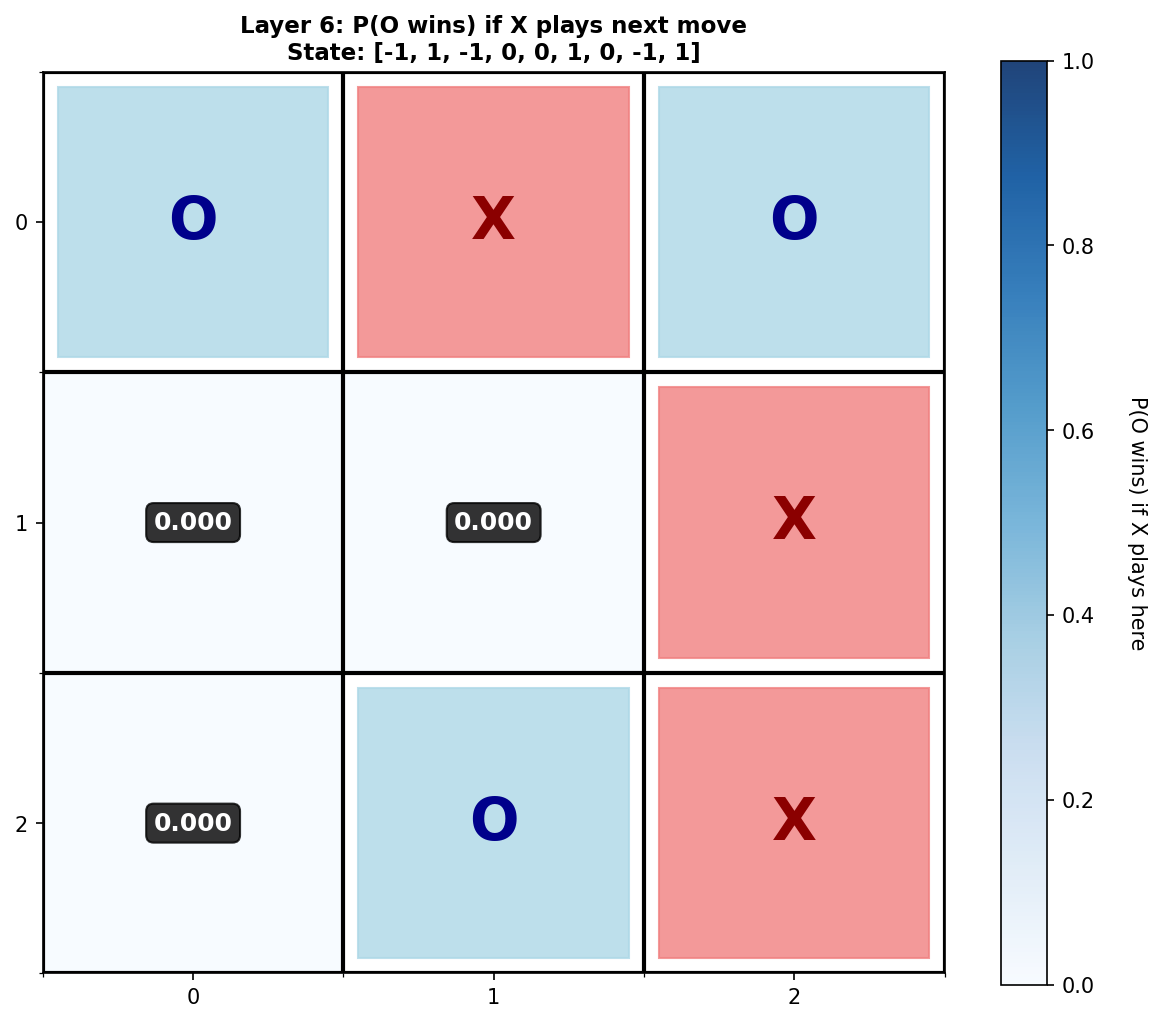 Layer 6: P(O wins) if X plays next move
State: [-1, 1, -1, 0, 0, 1, 0, -1, 1]
0
O
X
O
1
0.000
0.000
X
2
0.000
O
X
0
1
2
1.0
0.8
0.6
0.4
0.2
0.0
P(O wins) if X plays here